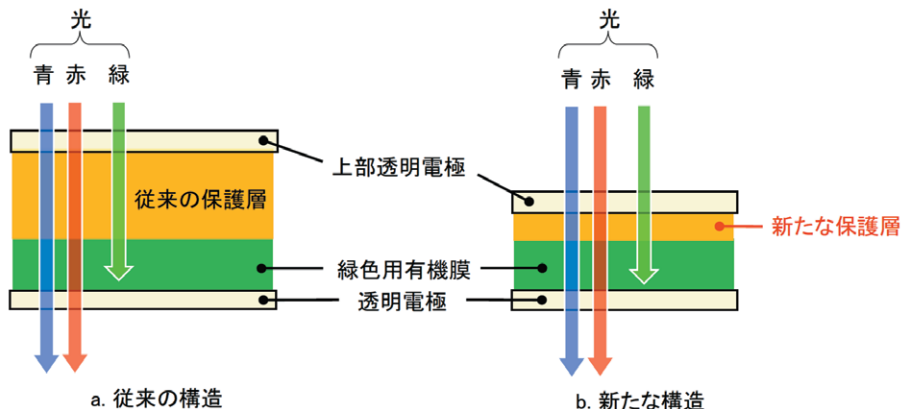 光
青 赤 緑
従来の保護層
a. 従来の構造
上部透明電極
緑色用有機膜
透明電極
光
青 赤 緑
新たな保護層
b. 新たな構造